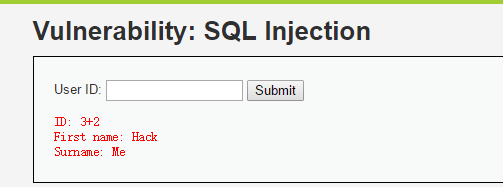 Vulnerability: SQL Injection
User ID: Submit
ID: 3+2
First name: Hack
Surname: Me